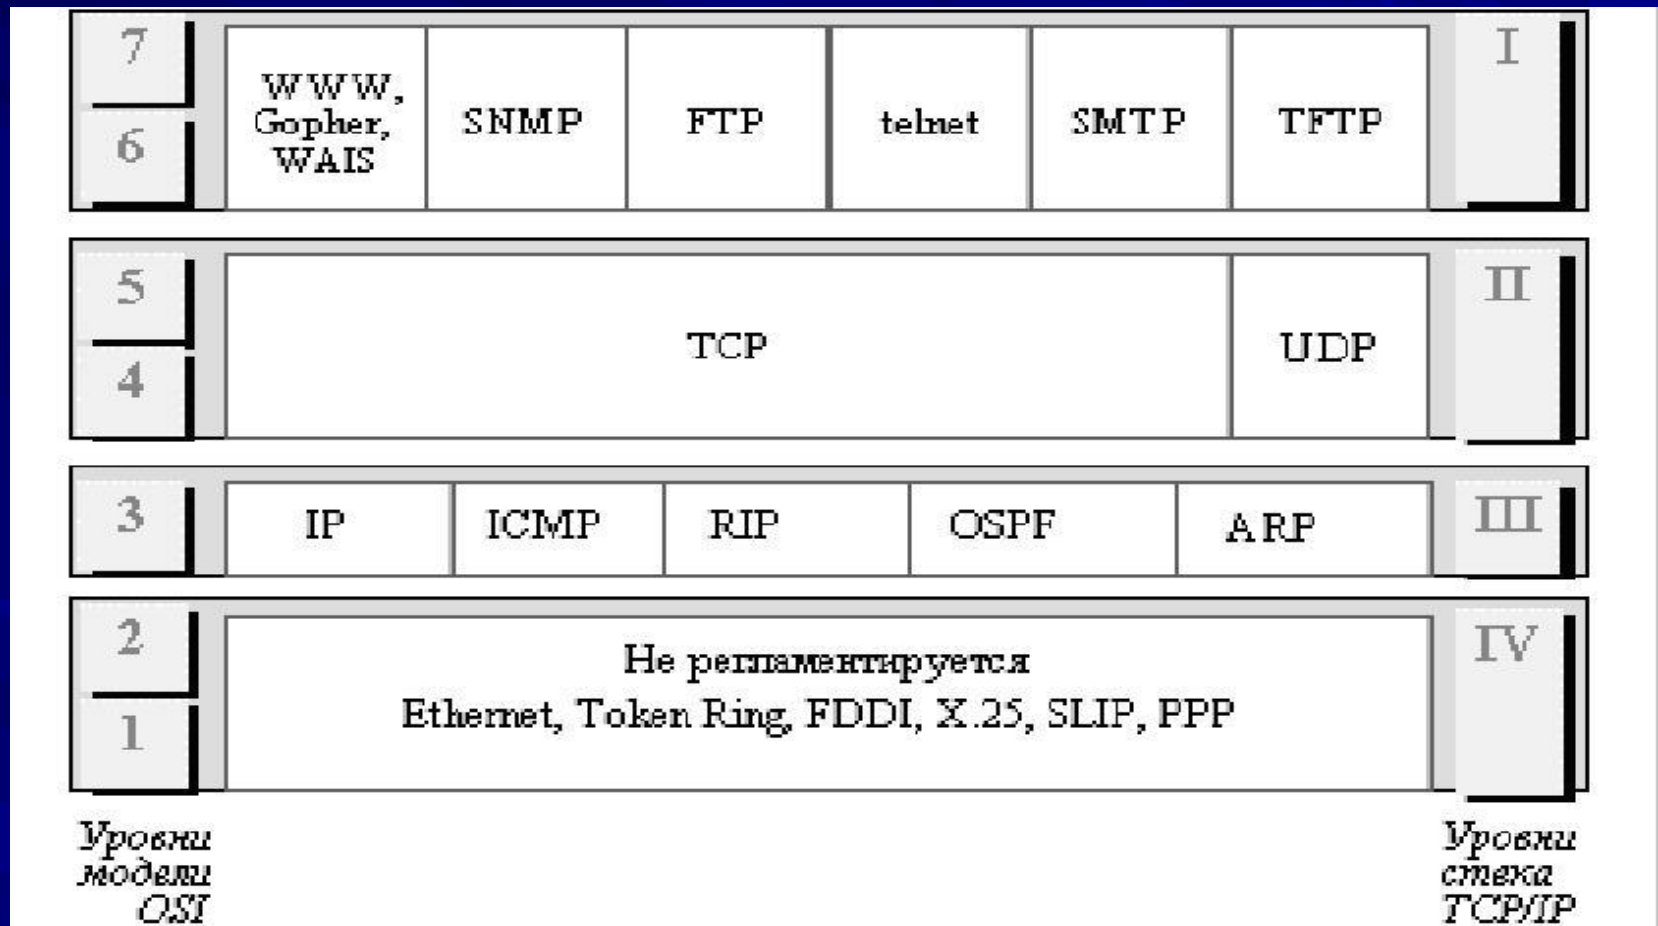 7
6
WWW,
Gopher,
WAIS
SNMP
FTP
telnet
SMTP
TFTP
I
5
4
TCP
UDP
II
3
IP
ICMP
RIP
OSPF
ARP
III
2
1
Не регламентируется
Ethernet, Token Ring, FDDI, X.25, SLIP, PPP
IV
Уровни
модели
OSI
Уровни
стека
TCP/IP